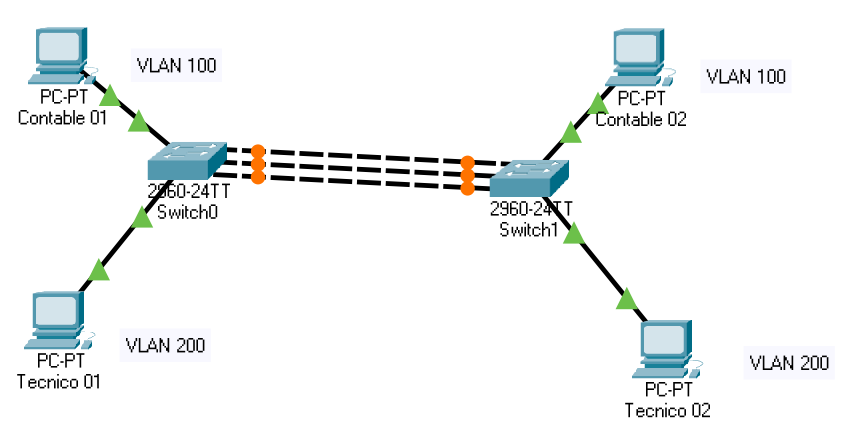 PC-PT
Contable 01
VLAN 100
PC-PT
Contable 02
VLAN 100
2960-24TT
Switch0
2960-24TT
Switch1
PC-PT
Tecnico 01
VLAN 200
PC-PT
Tecnico 02
VLAN 200